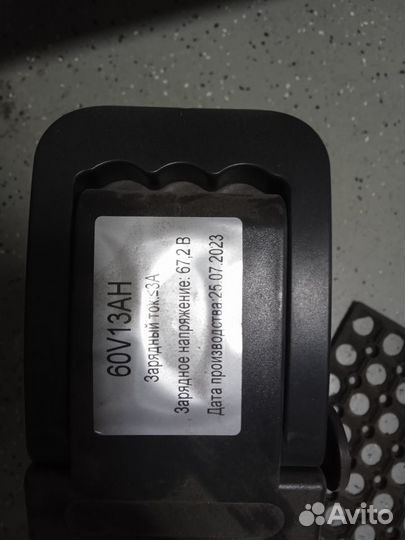 60V13AH
Зарядный ток:≤3А
Зарядное напряжение: 67,2 В
Дата производства:25.07.2023
Avito